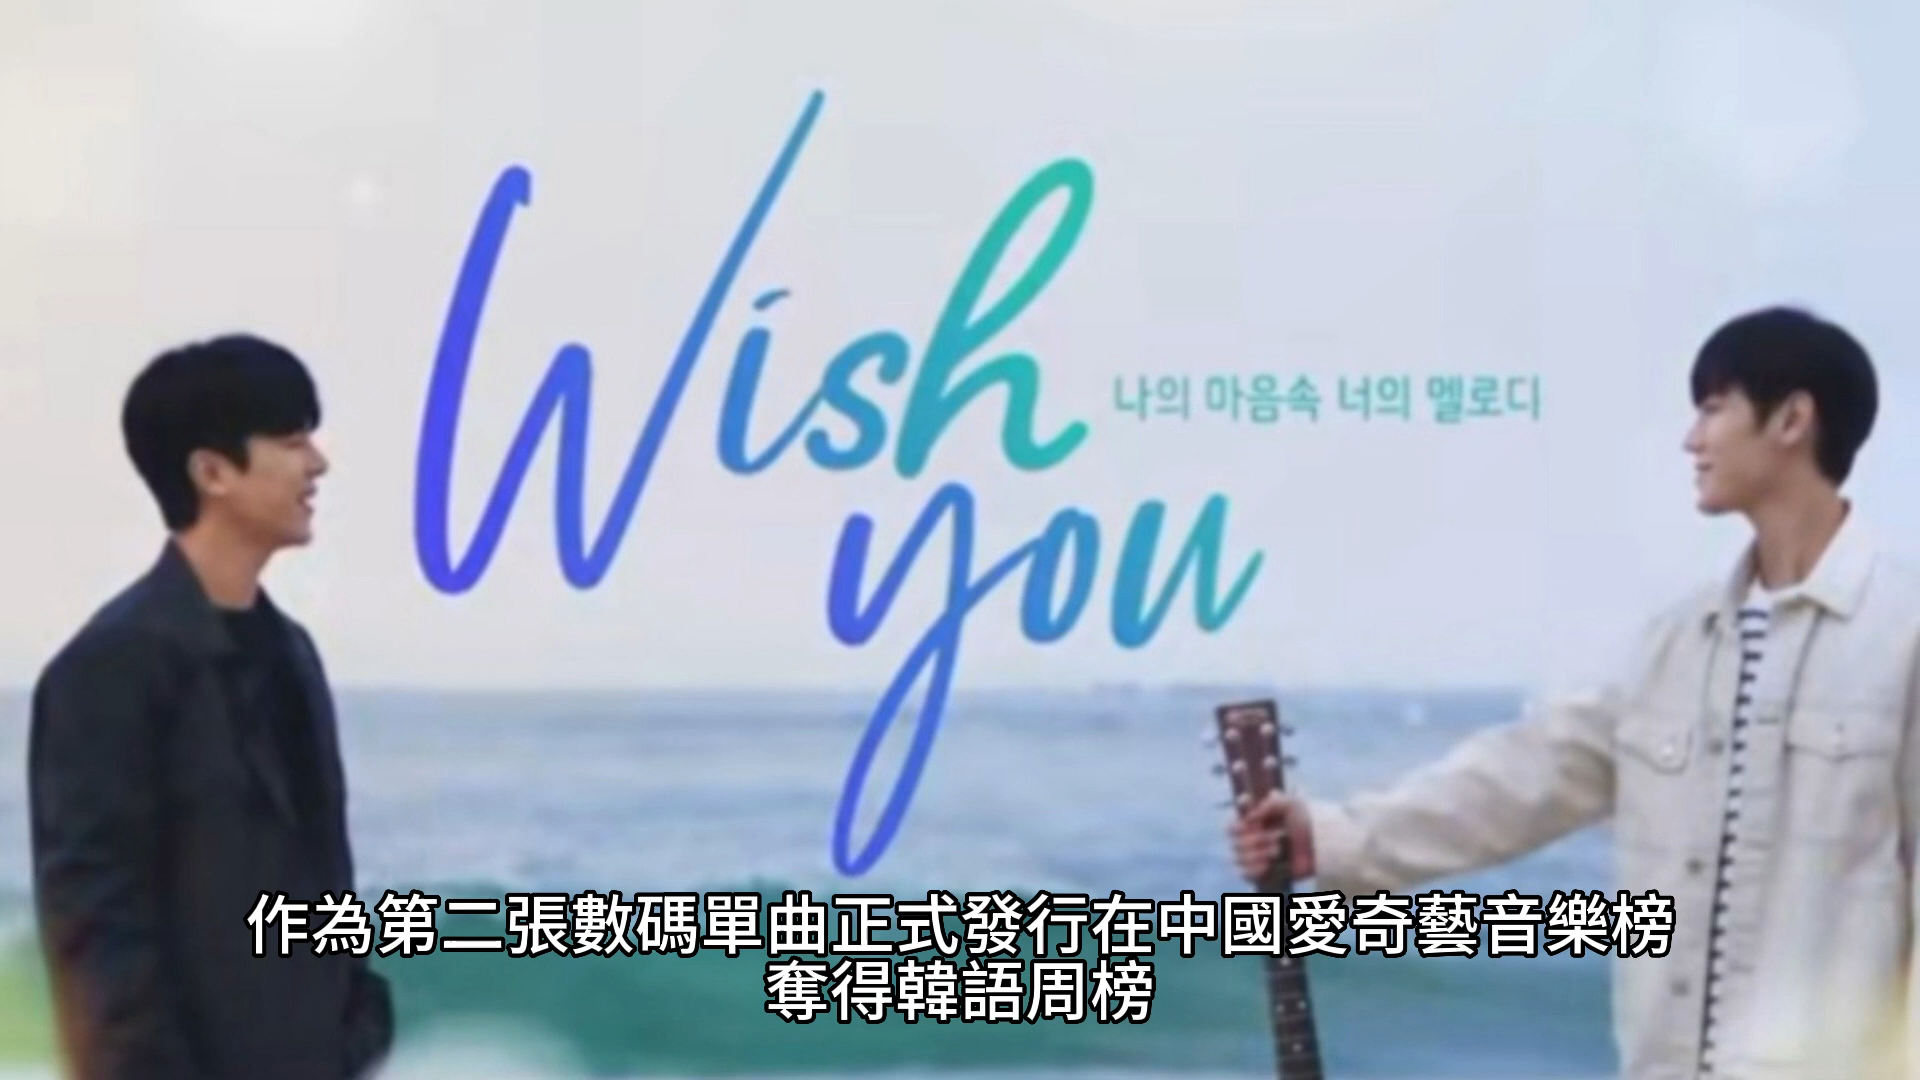 Wish
나의 마음속 너의 멜로디
you
作為第二張數碼單曲正式發行在中國愛奇藝音樂榜
奪得韓語周榜